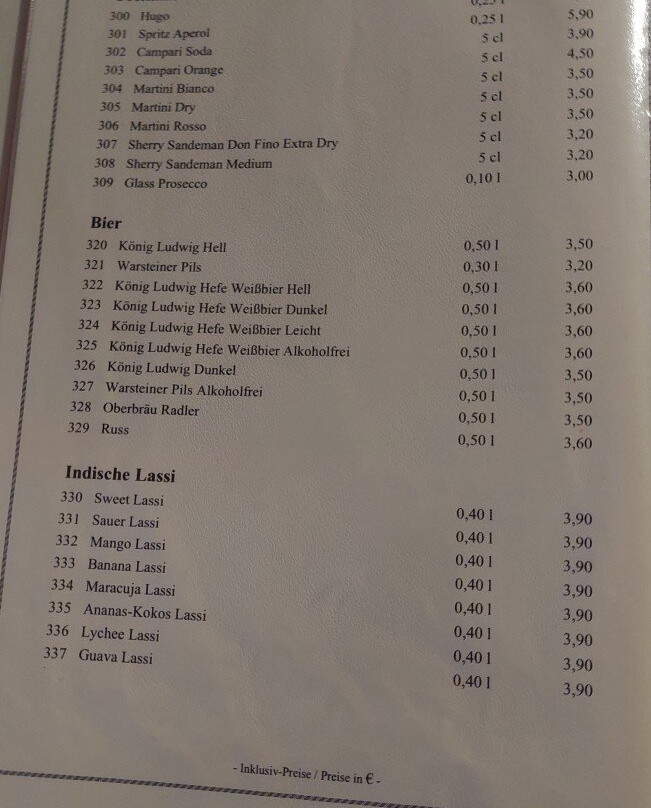 300 Hugo 0,25 l
301 Spritz Aperol 0,25 l 5,90
302 Campari Soda 5 cl 3,90
303 Campari Orange 5 cl 4,50
304 Martini Bianco 5 cl 3,50
305 Martini Dry 5 cl 3,50
306 Martini Rosso 5 cl 3,50
307 Sherry Sandeman Don Fino Extra Dry 5 cl 3,20
308 Sherry Sandeman Medium 5 cl 3,20
309 Glass Prosecco 0,10 l 3,00
Bier
320 König Ludwig Hell 0,50 l 3,50
321 Warsteiner Pils 0,30 l 3,20
322 König Ludwig Hefe Weißbier Hell 0,50 l 3,60
323 König Ludwig Hefe Weißbier Dunkel 0,50 l 3,60
324 König Ludwig Hefe Weißbier Leicht 0,50 l 3,60
325 König Ludwig Hefe Weißbier Alkoholfrei 0,50 l 3,60
326 König Ludwig Dunkel 0,50 l 3,50
327 Warsteiner Pils Alkoholfrei 0,50 l 3,50
328 Oberbräu Radler 0,50 l 3,50
329 Russ 0,50 l 3,60
Indische Lassi
330 Sweet Lassi 0,40 l 3,90
331 Sauer Lassi 0,40 l 3,90
332 Mango Lassi 0,40 l 3,90
333 Banana Lassi 0,40 l 3,90
334 Maracuja Lassi 0,40 l 3,90
335 Ananas-Kokos Lassi 0,40 l 3,90
336 Lychee Lassi 0,40 l 3,90
337 Guava Lassi 0,40 l 3,90
- Inklusiv-Preise / Preise in € -